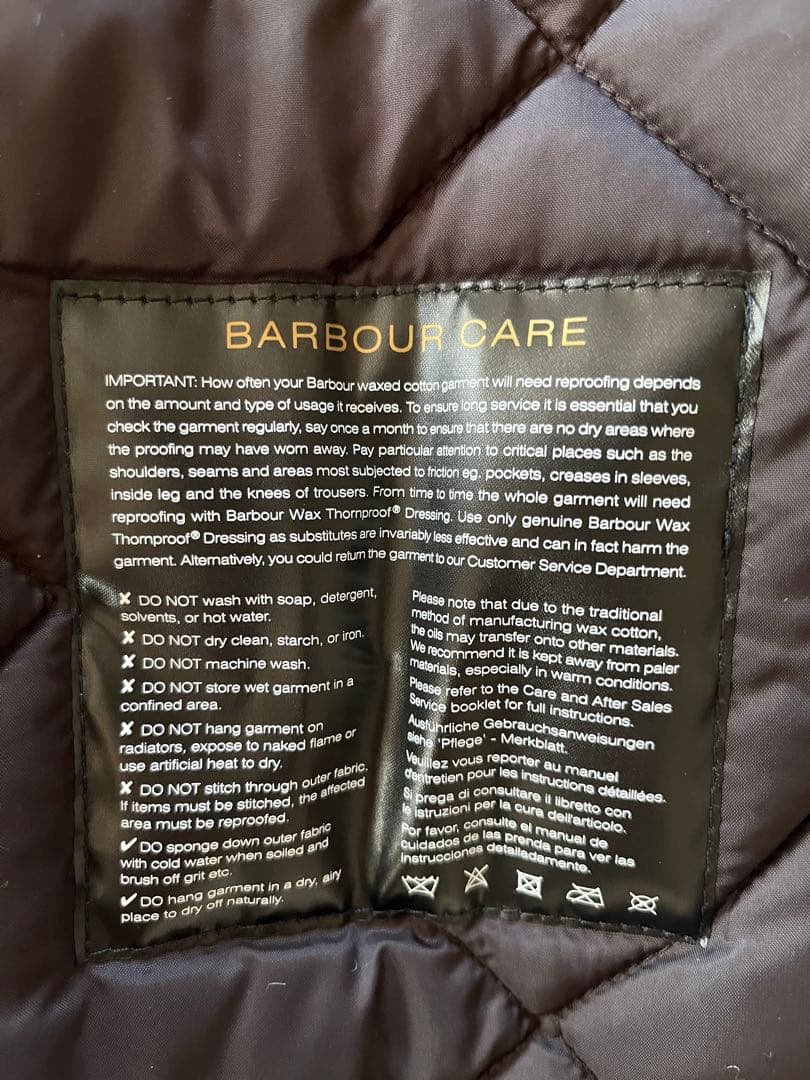 BARBOUR CARE
IMPORTANT: How often your Barbour waxed cotton garment will need reproofing depends
on the amount and type of usage it receives. To ensure long service it is essential that you
check the garment regularly, say once a month to ensure that there are no dry areas where
the proofing may have worn away. Pay particular attention to critical places such as the
shoulders, seams and areas most subjected to friction eg. pockets, creases in sleeves,
inside leg and the knees of trousers. From time to time the whole garment will need
reproofing with Barbour Wax Thornproof® Dressing. Use only genuine Barbour Wax
Thornproof® Dressing as substitutes are invariably less effective and can in fact harm the
garment. Alternatively, you could return the garment to our Customer Service Department.
✗ DO NOT wash with soap, detergent,
solvents, or hot water.
✗ DO NOT dry clean, starch, or iron.
✗ DO NOT machine wash.
✗ DO NOT store wet garment in a
confined area.
✗ DO NOT hang garment on
radiators, expose to naked flame or
use artificial heat to dry.
✗ DO NOT stitch through outer fabric.
If items must be stitched, the affected
area must be reproofed.
✓ DO sponge down outer fabric
with cold water when soiled and
brush off grit etc.
✓ DO hang garment in a dry, airy
place to dry off naturally.
Please note that due to the traditional
method of manufacturing wax cotton,
the oils may transfer onto other materials.
We recommend it is kept away from paler
materials, especially in warm conditions.
Please refer to the Care and After Sales
Service booklet for full instructions.
Ausführliche Gebrauchsanweisungen
siehe 'Pflege' - Merkblatt.
Veuillez vous reporter au manuel
d'entretien pour les instructions détaillées.
Si prega di consultare il libretto con
le istruzioni per la cura dell'articolo.
Por favor, consulte el manual de
cuidados de las prenda para ver las
instrucciones detalladamente.